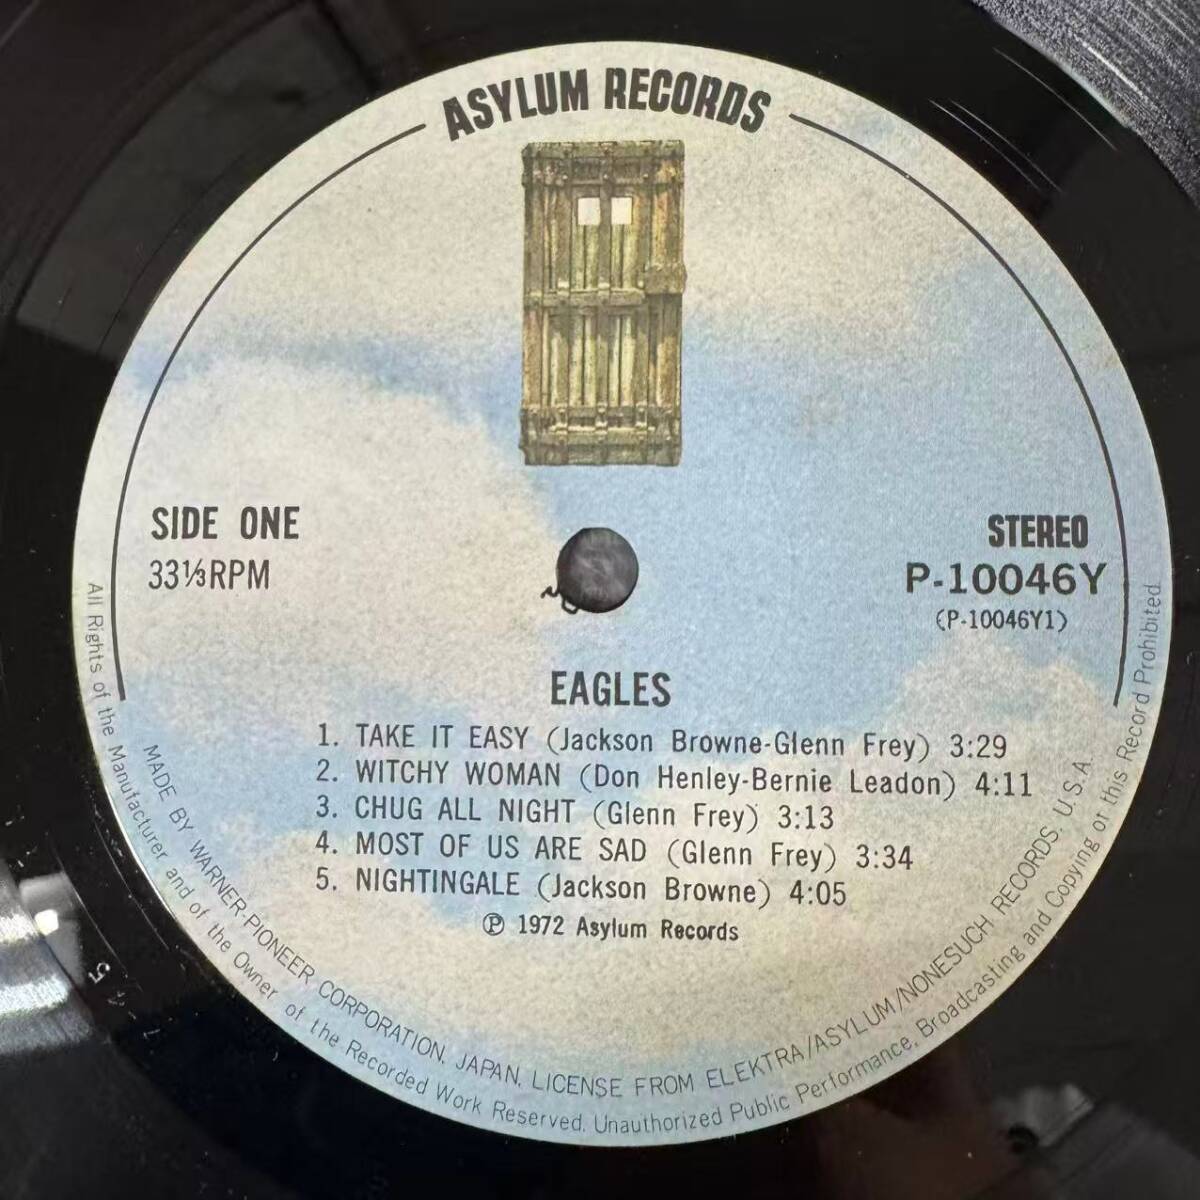 ASYLUM RECORDS
SIDE ONE
33⅓RPM
STEREO
P-10046Y
(P-10046Y1)
EAGLES
1. TAKE IT EASY (Jackson Browne-Glenn Frey) 3:29
2. WITCHY WOMAN (Don Henley-Bernie Leadon) 4:11
3. CHUG ALL NIGHT (Glenn Frey) 3:13
4. MOST OF US ARE SAD (Glenn Frey) 3:34
5. NIGHTINGALE (Jackson Browne) 4:05
Ⓟ 1972 Asylum Records
MADE BY WARNER-PIONEER CORPORATION, JAPAN, LICENSE FROM ELEKTRA/ASYLUM/NONESUCH RECORDS, U.S.A.
All Rights of the Manufacturer and of the Owner of the Recorded Work Reserved. Unauthorized Public Performance, Broadcasting and Copying of this Record Prohibited.